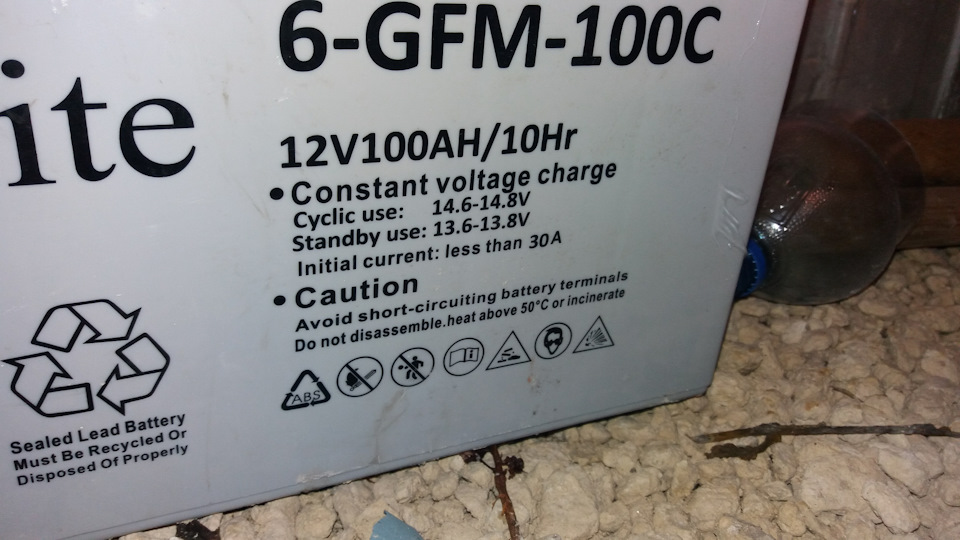 6-GFM-100C
ite
12V100AH/10Hr
•Constant voltage charge
Cyclic use: 14.6-14.8V
Standby use: 13.6-13.8V
Initial current: less than 30A
•Caution
Avoid short-circuiting battery terminals
Do not disassemble.heat above 50°C or incinerate
ABS
Sealed Lead Battery
Must Be Recycled Or
Disposed Of Properly